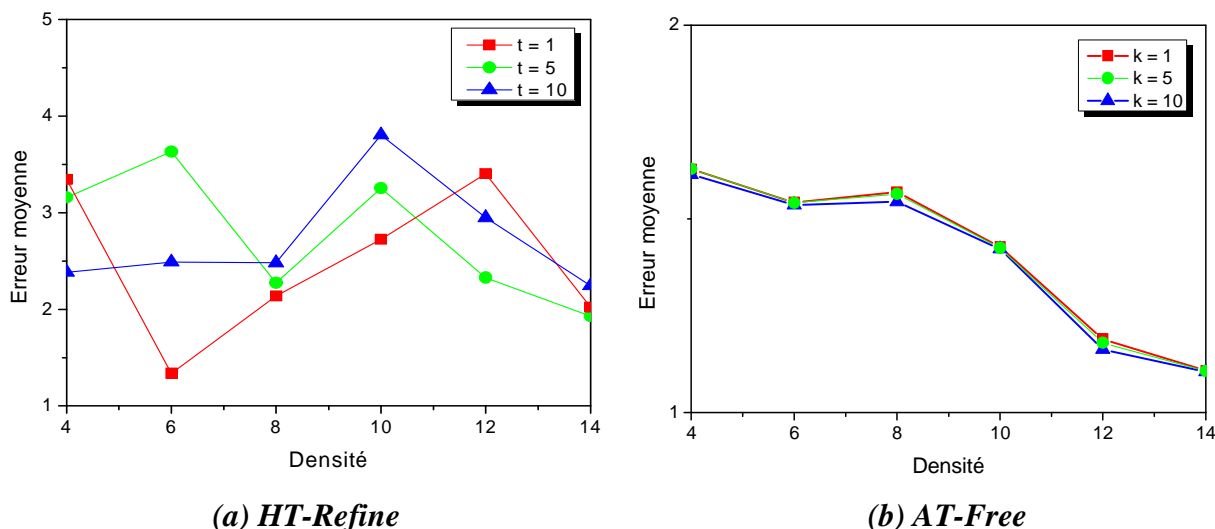 5
4
3
2
1
Erreur moyenne
t = 1
t = 5
t = 10
4 6 8 10 12 14
Densité
(a) HT-Refine
2
1
Erreur moyenne
k = 1
k = 5
k = 10
4 6 8 10 12 14
Densité
(b) AT-Free